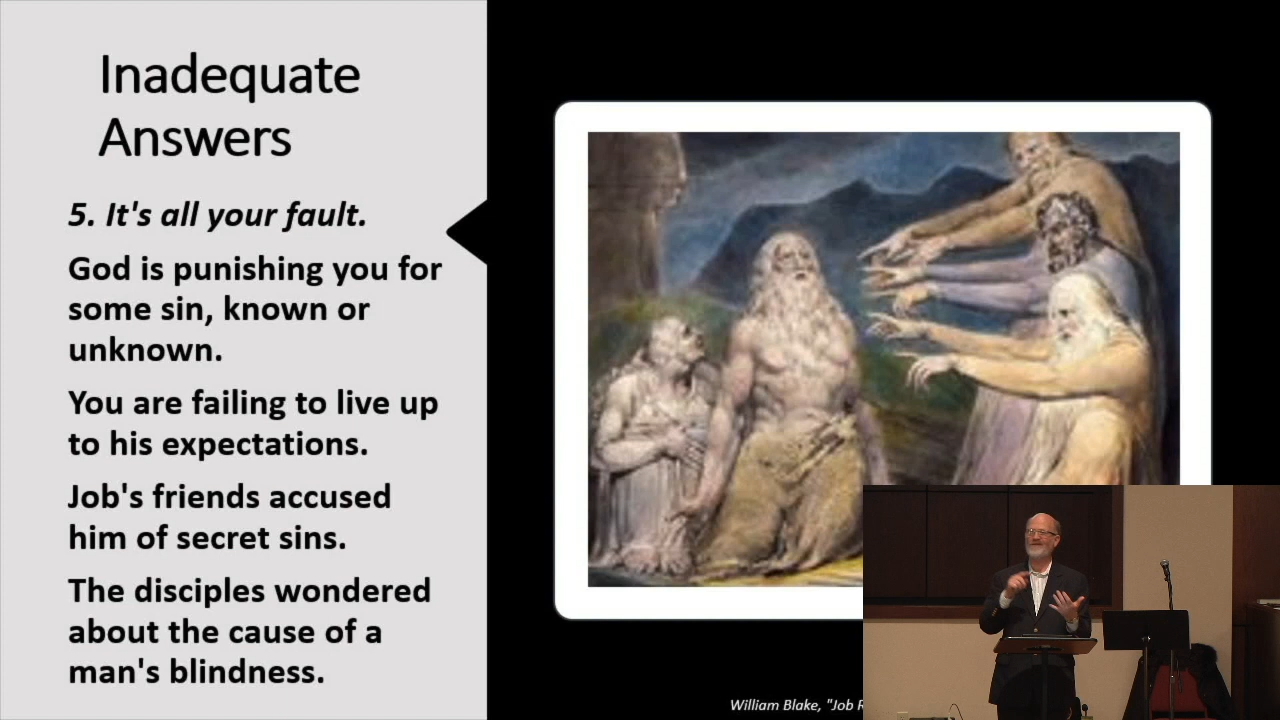 Inadequate
Answers
5. It's all your fault.
God is punishing you for
some sin, known or
unknown.
You are failing to live up
to his expectations.
Job's friends accused
him of secret sins.
The disciples wondered
about the cause of a
man's blindness.
William Blake, "Job